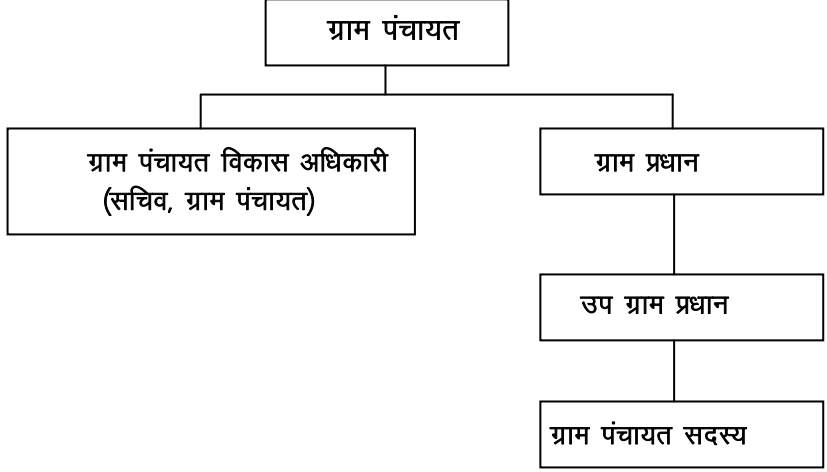 ग्राम पंचायत
ग्राम पंचायत विकास अधिकारी
(सचिव, ग्राम पंचायत)
ग्राम प्रधान
उप ग्राम प्रधान
ग्राम पंचायत सदस्य